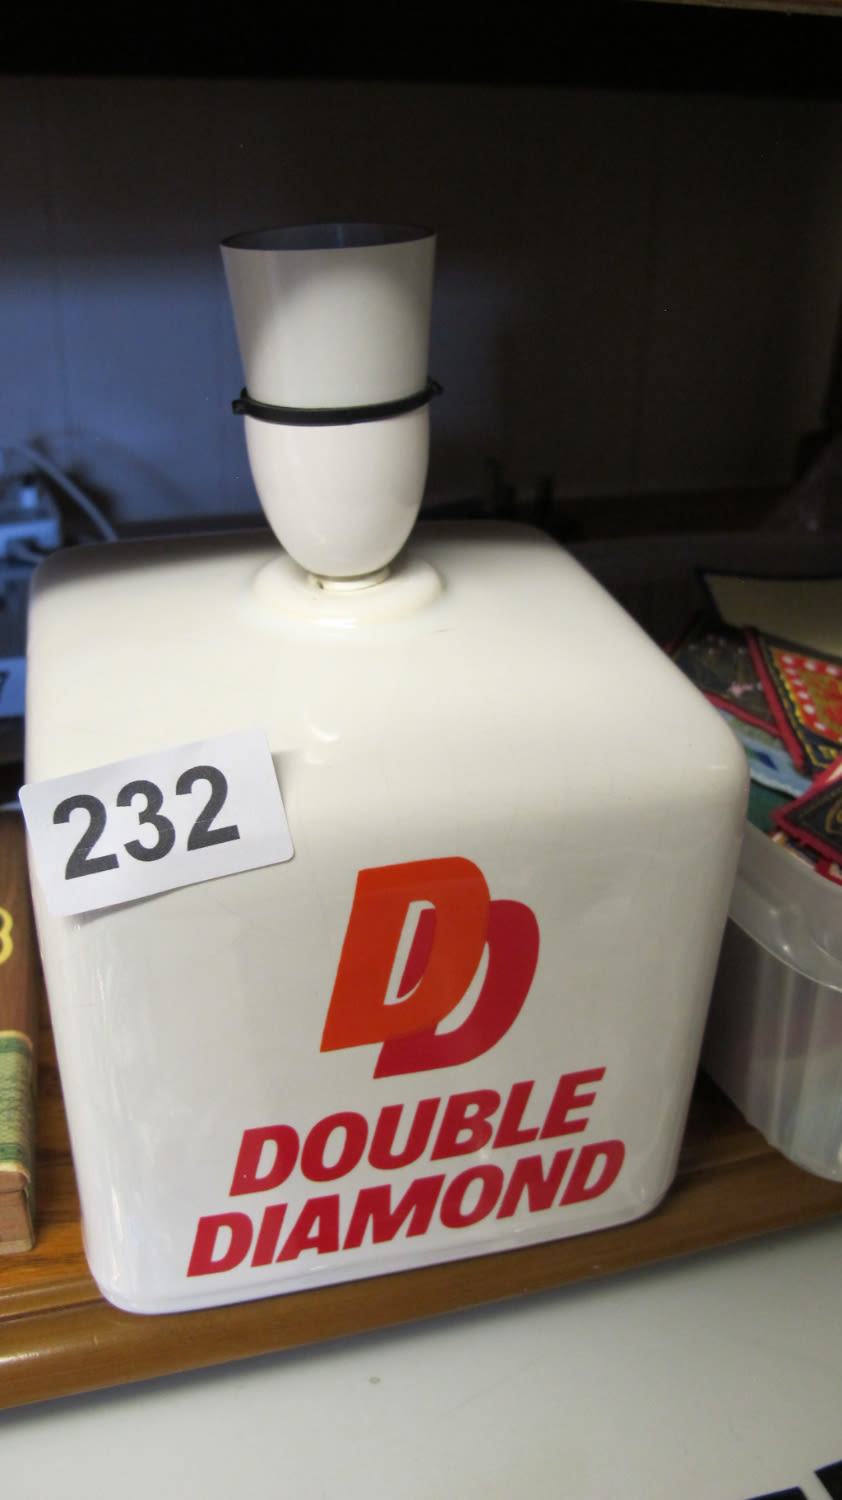 232
DD
DOUBLE
DIAMOND